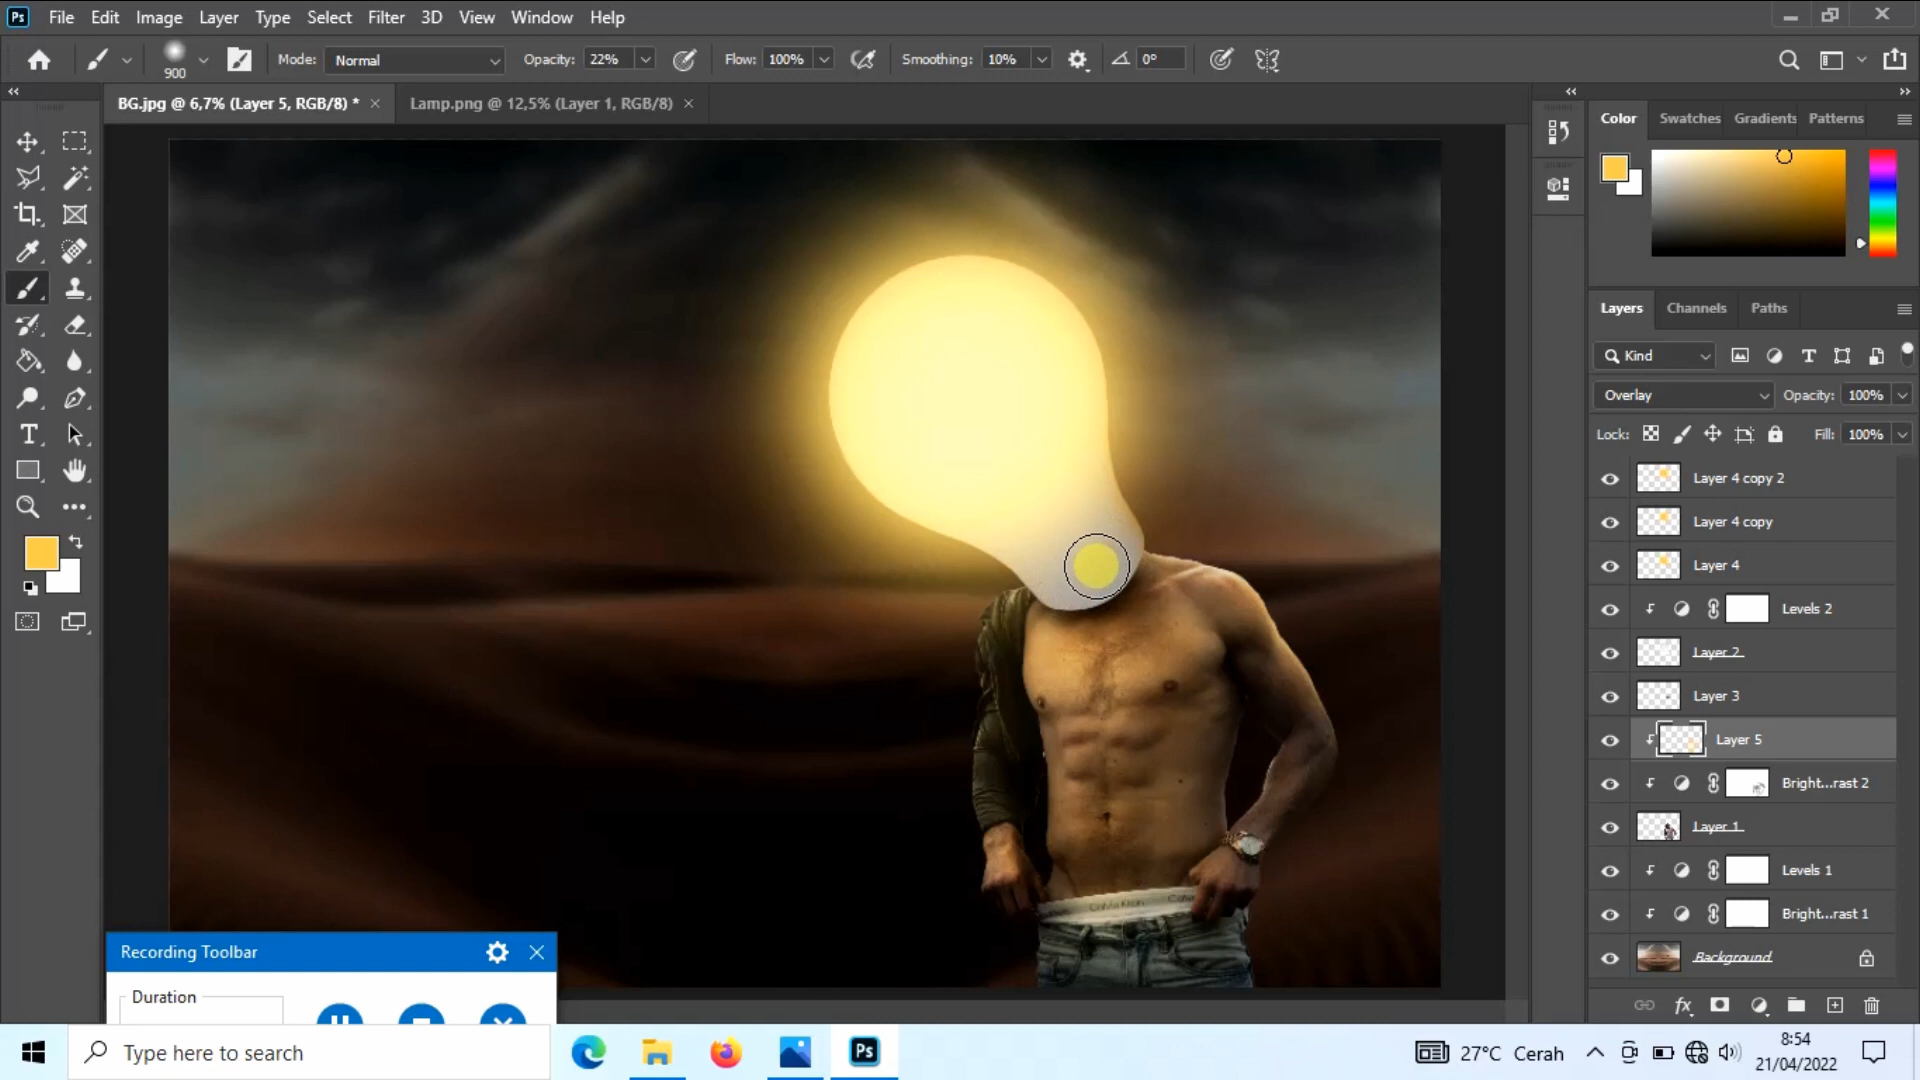 Ps File Edit Image Layer Type Select Filter 3D View Window Help
900 Mode: Normal Opacity: 22% Flow: 100% Smoothing: 10% 0°
BG.jpg @ 6,7% (Layer 5, RGB/8) * Lamp.png @ 12,5% (Layer 1, RGB/8)
Color Swatches Gradients Patterns
Layers Channels Paths
Kind
Overlay Opacity: 100%
Lock: Fill: 100%
Layer 4 copy 2
Layer 4 copy
Layer 4
Levels 2
Layer 2
Layer 3
Layer 5
Bright...rast 2
Layer 1
Levels 1
Bright...rast 1
Background
Calvin Klein
Recording Toolbar
Duration
Type here to search
Ps
27°C Cerah
8:54
21/04/2022